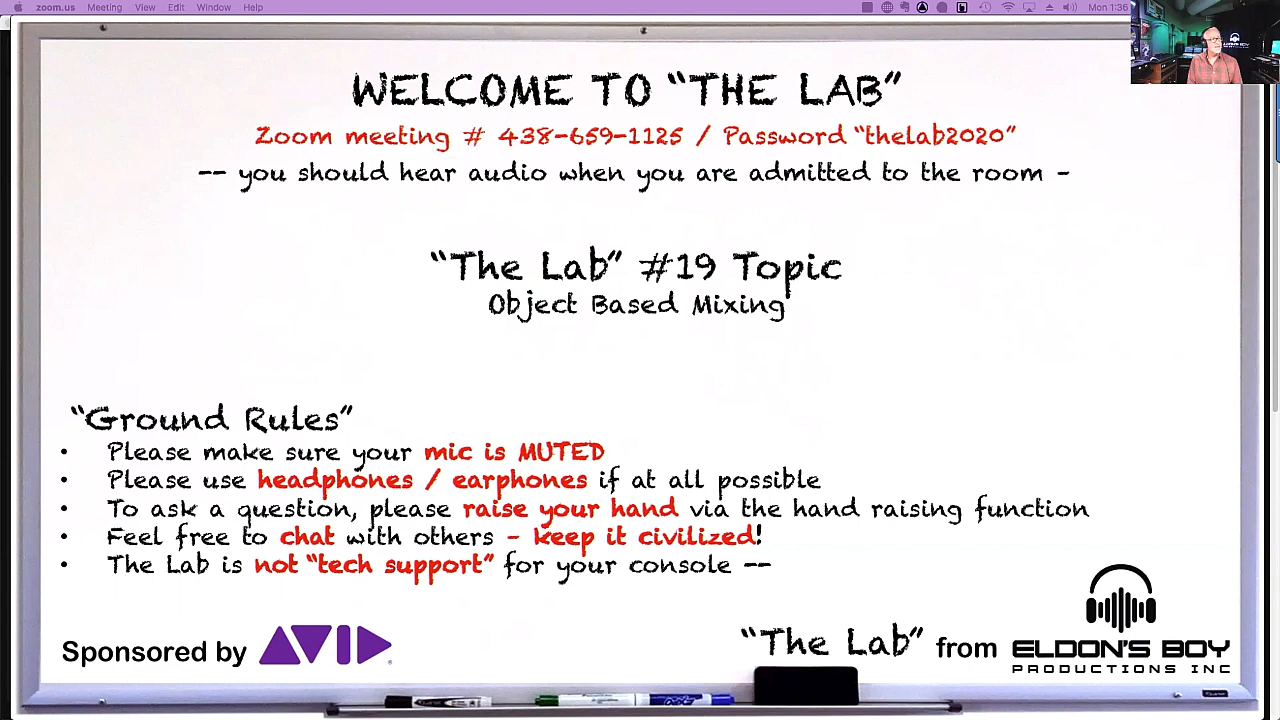 zoom.us Meeting View Edit Window Help Mon 1:36
WELCOME TO “THE LAB”
Zoom meeting # 438-659-1125 / Password “thelab2020”
-- you should hear audio when you are admitted to the room -
“The Lab” #19 Topic
Object Based Mixing
“Ground Rules”
• Please make sure your mic is MUTED
• Please use headphones / earphones if at all possible
• To ask a question, please raise your hand via the hand raising function
• Feel free to chat with others - keep it civilized!
• The Lab is not “tech support” for your console --
Sponsored by AVID
“The Lab” from ELDON'S BOY
PRODUCTIONS INC